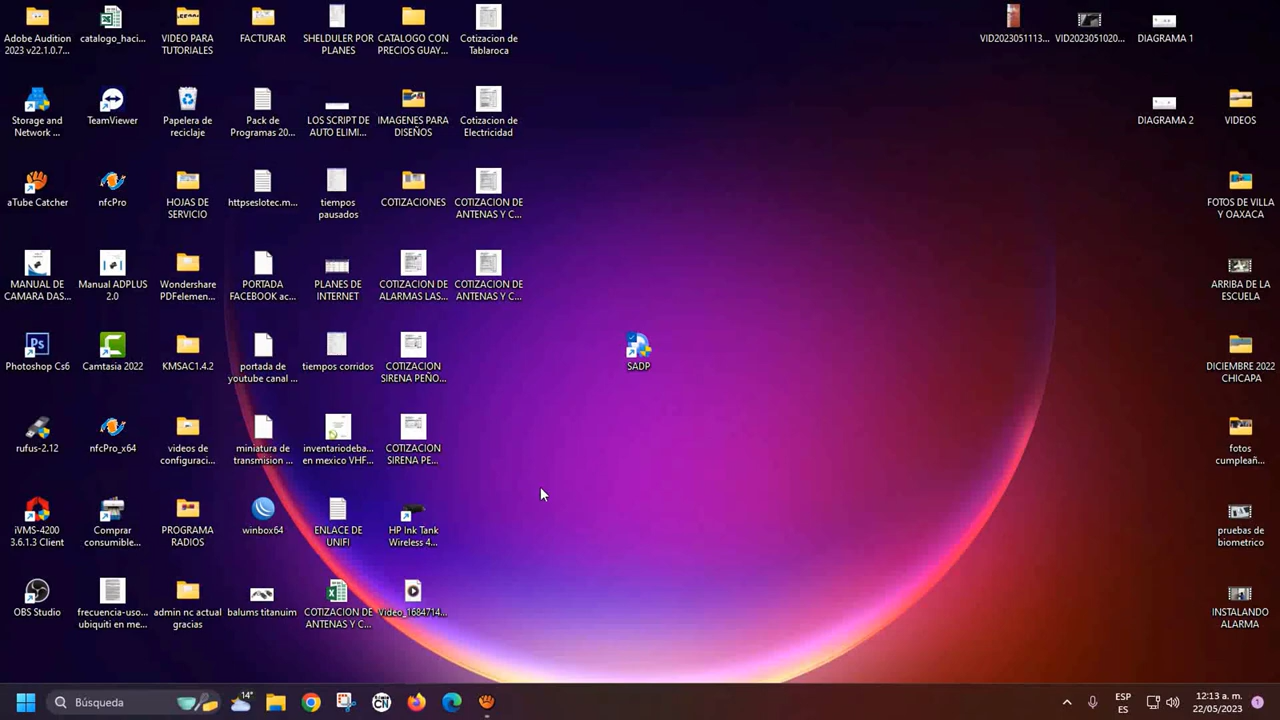 Adobe Audit...
2023 v22.1.0.7...
catalogo_haci...
VIDEO PARA
TUTORIALES
FACTURAR
SHELDULER POR
PLANES
CATALOGO CON
PRECIOS GUAY...
Cotizacion de
Tablaroca
VID2023051113...
VID2023051020...
DIAGRAMA 1
Storage and
Network ...
TeamViewer
Papelera de
reciclaje
Pack de
Programas 20...
LOS SCRIPT DE
AUTO ELIMI...
IMAGENES PARA
DISEÑOS
Cotizacion de
Electricidad
DIAGRAMA 2
VIDEOS
aTube Catcher
nfcPro
HOJAS DE
SERVICIO
httpseslotec.m...
tiempos
pausados
COTIZACIONES
COTIZACION DE
ANTENAS Y C...
FOTOS DE VILLA
Y OAXACA
MANUAL DE
CAMARA DAS...
Manual ADPLUS
2.0
Wondershare
PDFelemen...
PORTADA
FACEBOOK ac...
PLANES DE
INTERNET
COTIZACION DE
ALARMAS LAS...
COTIZACION DE
ANTENAS Y C...
ARRIBA DE LA
ESCUELA
Photoshop Cs6
Ps
Camtasia 2022
KMSAC1.4.2
portada de
youtube canal ...
tiempos corridos
COTIZACION
SIRENA PEÑO...
SADP
DICIEMBRE 2022
CHICAPA
rufus-2.12
nfcPro_x64
videos de
configuraci...
miniatura de
transmision ...
inventariodeba...
en mexico VHF...
COTIZACION
SIRENA PE...
fotos
cumpleañ...
iVMS-4200
3.6.1.3 Client
Comprar
consumible...
PROGRAMA
RADIOS
winbox64
ENLACE DE
UNIFI
HP Ink Tank
Wireless 4...
pruebas de
biometrico
OBS Studio
frecuencia-uso...
ubiquiti en me...
admin nc actual
gracias
balums titanuim
COTIZACION DE
ANTENAS Y C...
Video_1684714...
INSTALANDO
ALARMA
Búsqueda
14°
CN
ESP
ES
12:13 a. m.
22/05/2023
1